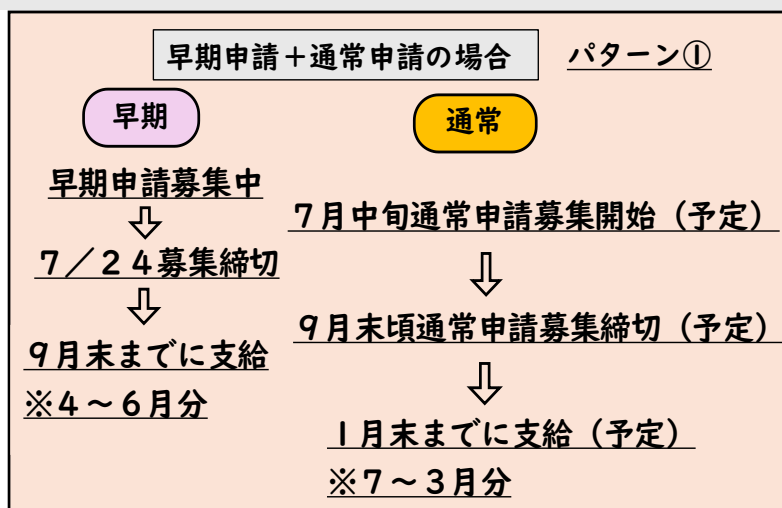 早期申請＋通常申請の場合
パターン①
早期
早期申請募集中
７／２４募集締切
９月末までに支給
※４～６月分
通常
７月中旬通常申請募集開始（予定）
９月末頃通常申請募集締切（予定）
１月末までに支給（予定）
※７～３月分